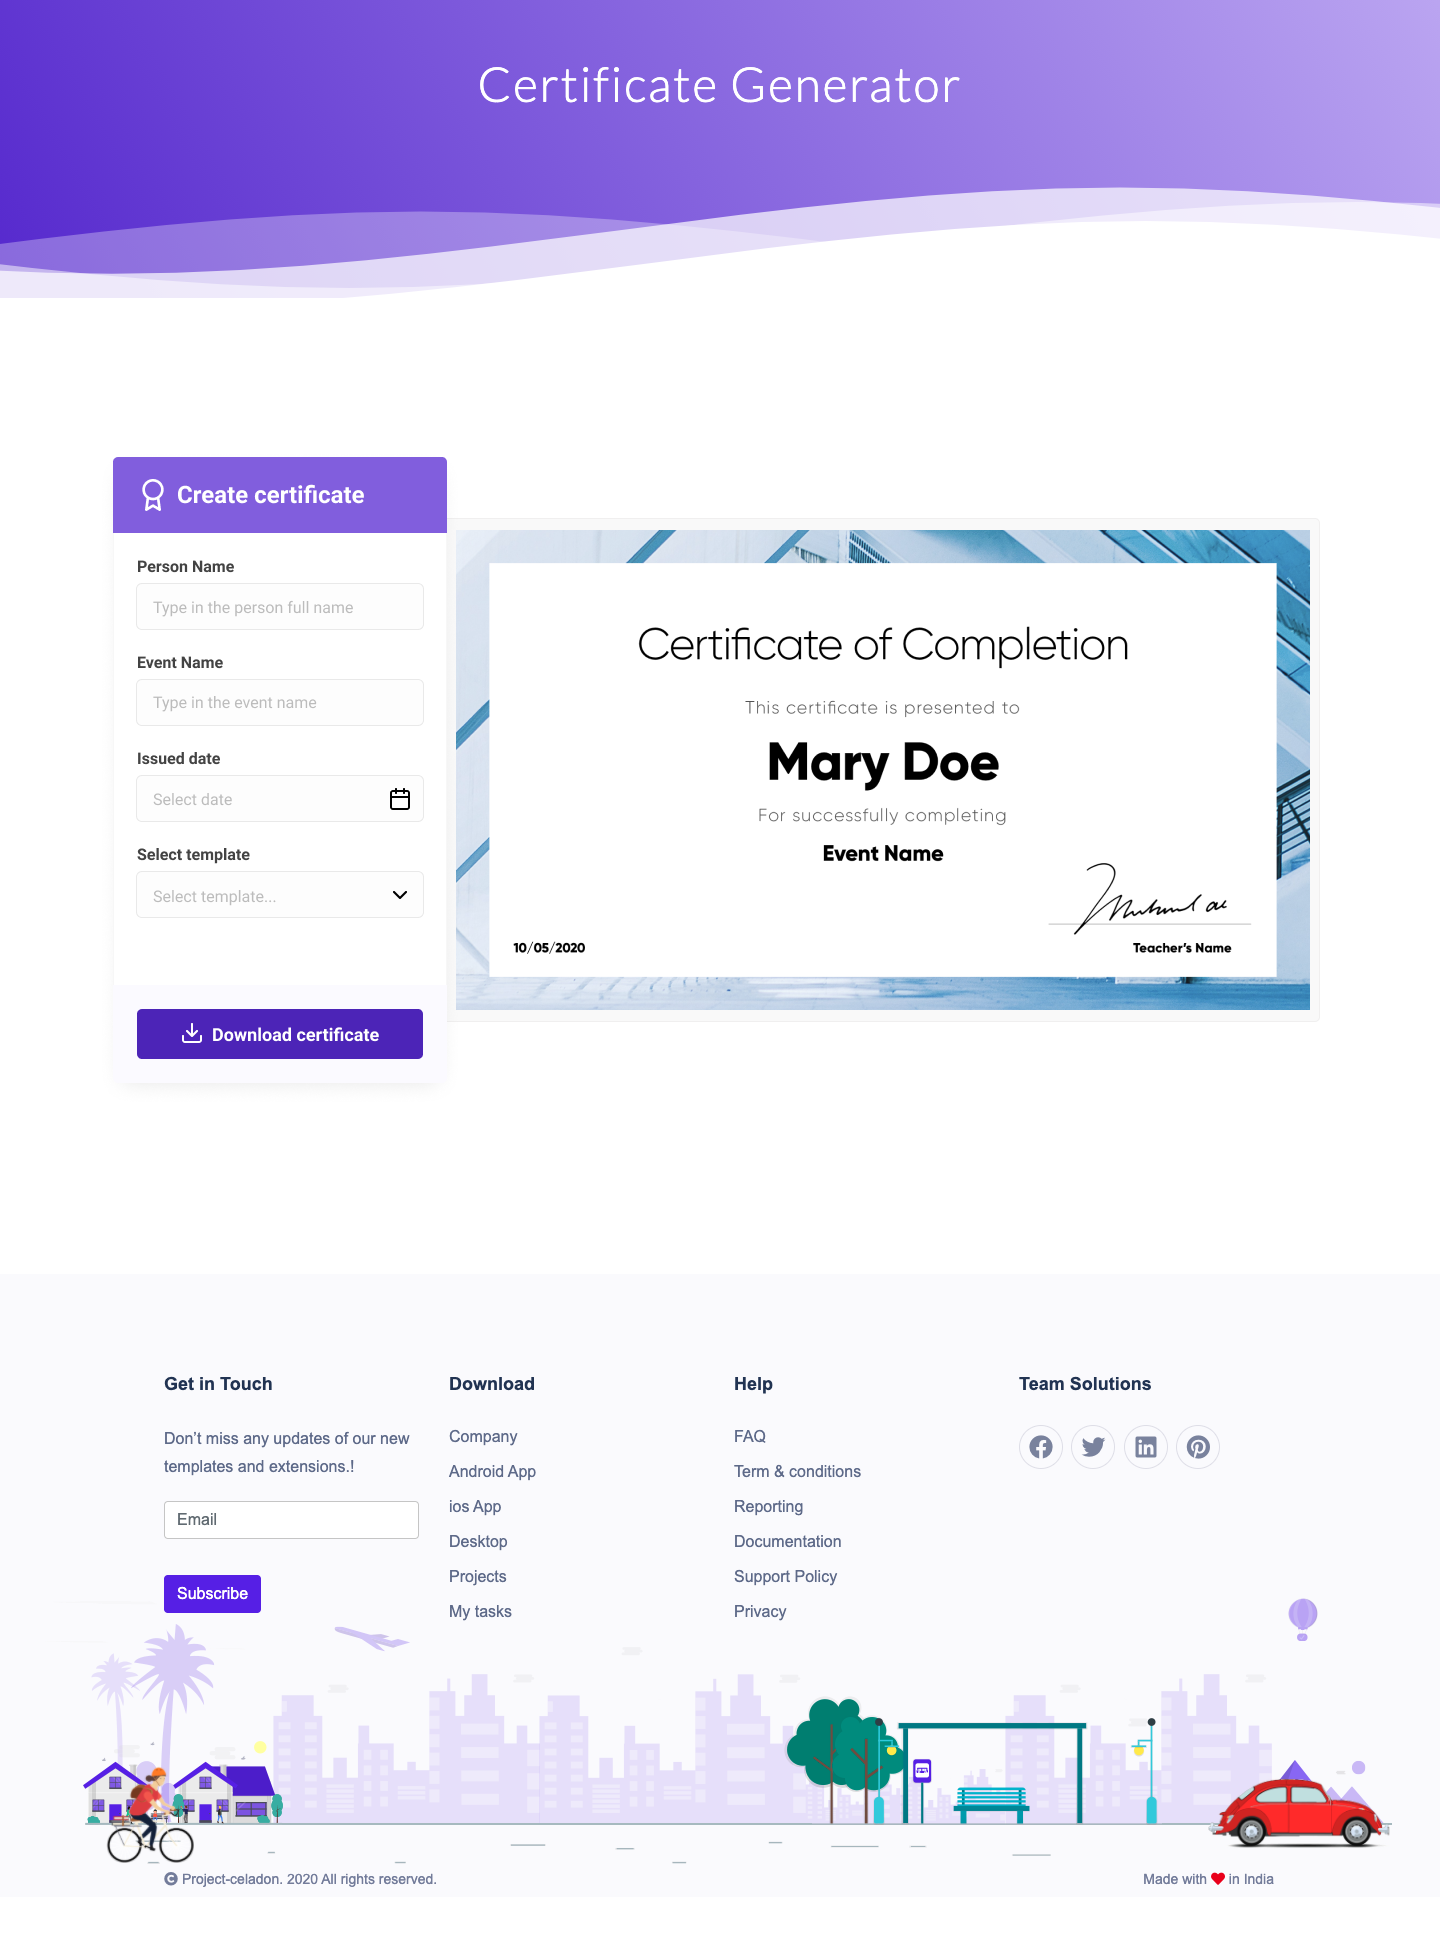 Certificate Generator
Create certificate
Person Name
Type in the person full name
Event Name
Type in the event name
Issued date
Select date
Select template
Select template...
Download certificate
Certificate of Completion
This certificate is presented to
Mary Doe
For successfully completing
Event Name
10/05/2020
Teacher's Name
Get in Touch
Don't miss any updates of our new
templates and extensions.!
Email
Subscribe
Download
Company
Android App
ios App
Desktop
Projects
My tasks
Help
FAQ
Term & conditions
Reporting
Documentation
Support Policy
Privacy
Team Solutions
Project-celadon. 2020 All rights reserved.
Made with in India